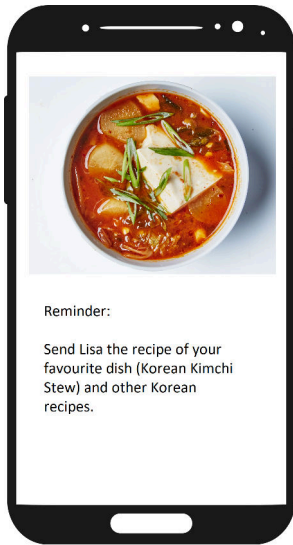 Reminder:
Send Lisa the recipe of your
favourite dish (Korean Kimchi
Stew) and other Korean
recipes.